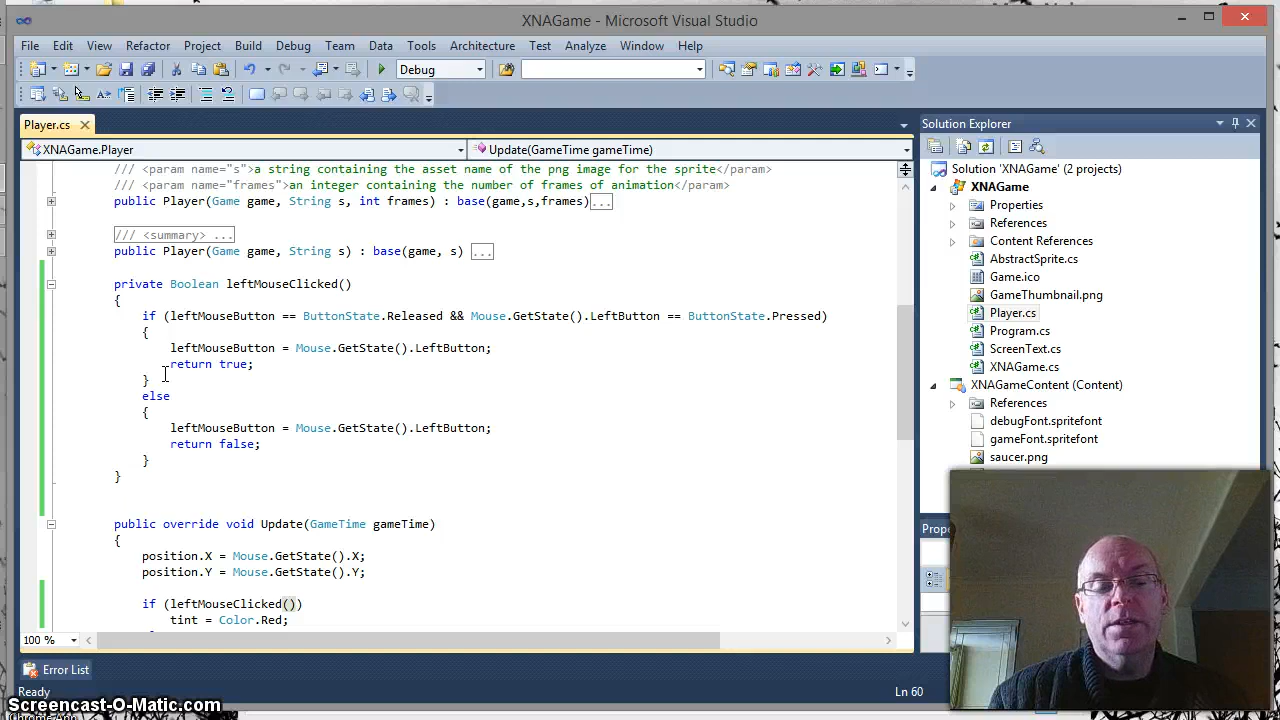 XNAGame - Microsoft Visual Studio
File Edit View Refactor Project Build Debug Team Data Tools Architecture Test Analyze Window Help
Debug
Player.cs
XNAGame.Player
Update(GameTime gameTime)
/// <param name="s">a string containing the asset name of the png image for the sprite</param>
/// <param name="frames">an integer containing the number of frames of animation</param>
public Player(Game game, String s, int frames) : base(game,s,frames)...
/// <summary> ...
public Player(Game game, String s) : base(game, s) ...
private Boolean leftMouseClicked()
{
if (leftMouseButton == ButtonState.Released && Mouse.GetState().LeftButton == ButtonState.Pressed)
{
leftMouseButton = Mouse.GetState().LeftButton;
return true;
}
else
{
leftMouseButton = Mouse.GetState().LeftButton;
return false;
}
}
public override void Update(GameTime gameTime)
{
position.X = Mouse.GetState().X;
position.Y = Mouse.GetState().Y;
if (leftMouseClicked())
tint = Color.Red;
100 %
Error List
Ready
Ln 60
Solution Explorer
Solution 'XNAGame' (2 projects)
XNAGame
Properties
References
Content References
AbstractSprite.cs
Game.ico
GameThumbnail.png
Player.cs
Program.cs
ScreenText.cs
XNAGame.cs
XNAGameContent (Content)
References
debugFont.spritefont
gameFont.spritefont
saucer.png
Prope
Screencast-O-Matic.com